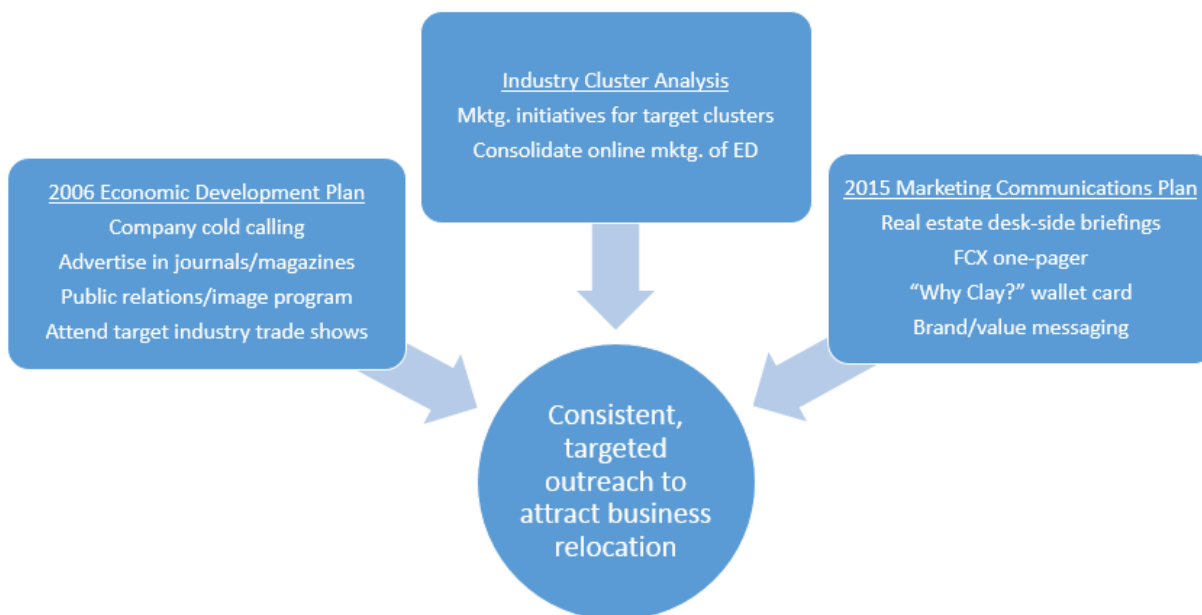 Industry Cluster Analysis
Mktg. initiatives for target clusters
Consolidate online mktg. of ED
2006 Economic Development Plan
Company cold calling
Advertise in journals/magazines
Public relations/image program
Attend target industry trade shows
2015 Marketing Communications Plan
Real estate desk-side briefings
FCX one-pager
“Why Clay?” wallet card
Brand/value messaging
Consistent,
targeted
outreach to
attract business
relocation